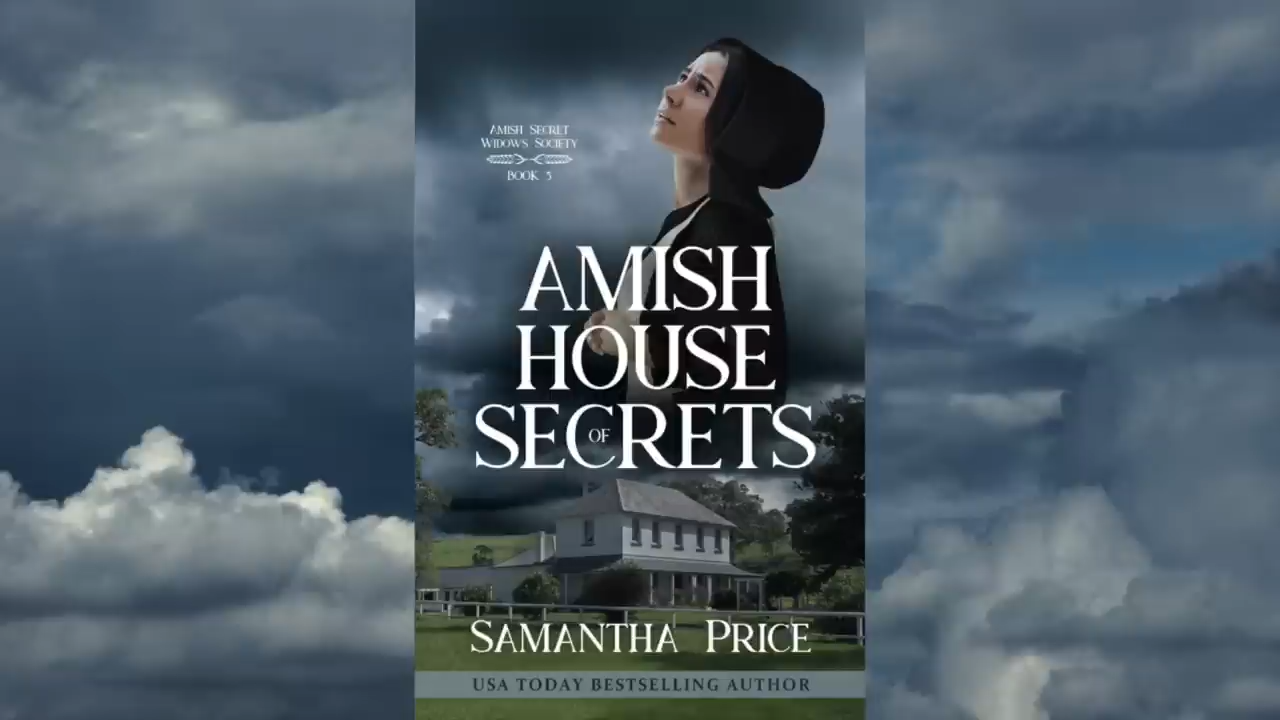 AMISH SECRET
WIDOWS SOCIETY
BOOK 5
AMISH
HOUSE
OF
SECRETS
SAMANTHA PRICE
USA TODAY BESTSELLING AUTHOR